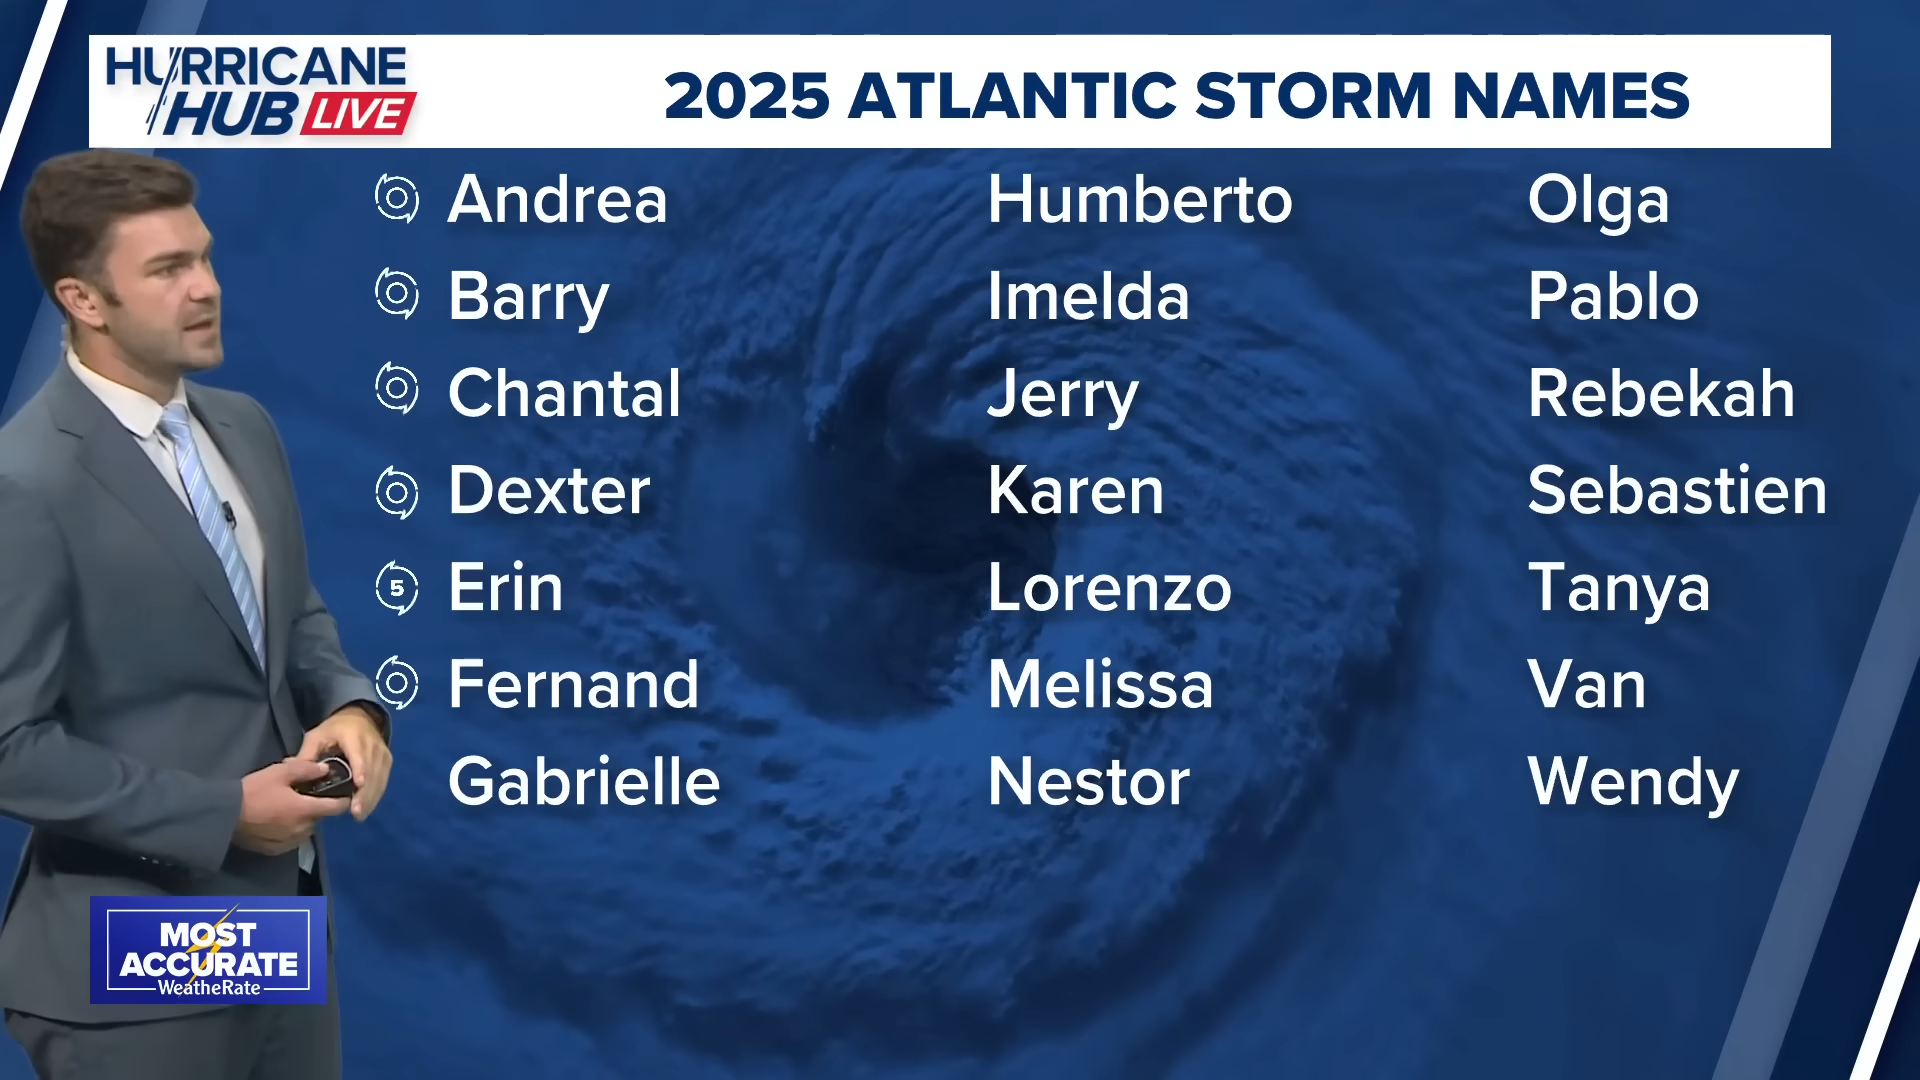 HURRICANE
HUB LIVE
2025 ATLANTIC STORM NAMES
Andrea
Barry
Chantal
Dexter
5 Erin
Fernand
Gabrielle
Humberto
Imelda
Jerry
Karen
Lorenzo
Melissa
Nestor
Olga
Pablo
Rebekah
Sebastien
Tanya
Van
Wendy
MOST
ACCURATE
WeatheRate